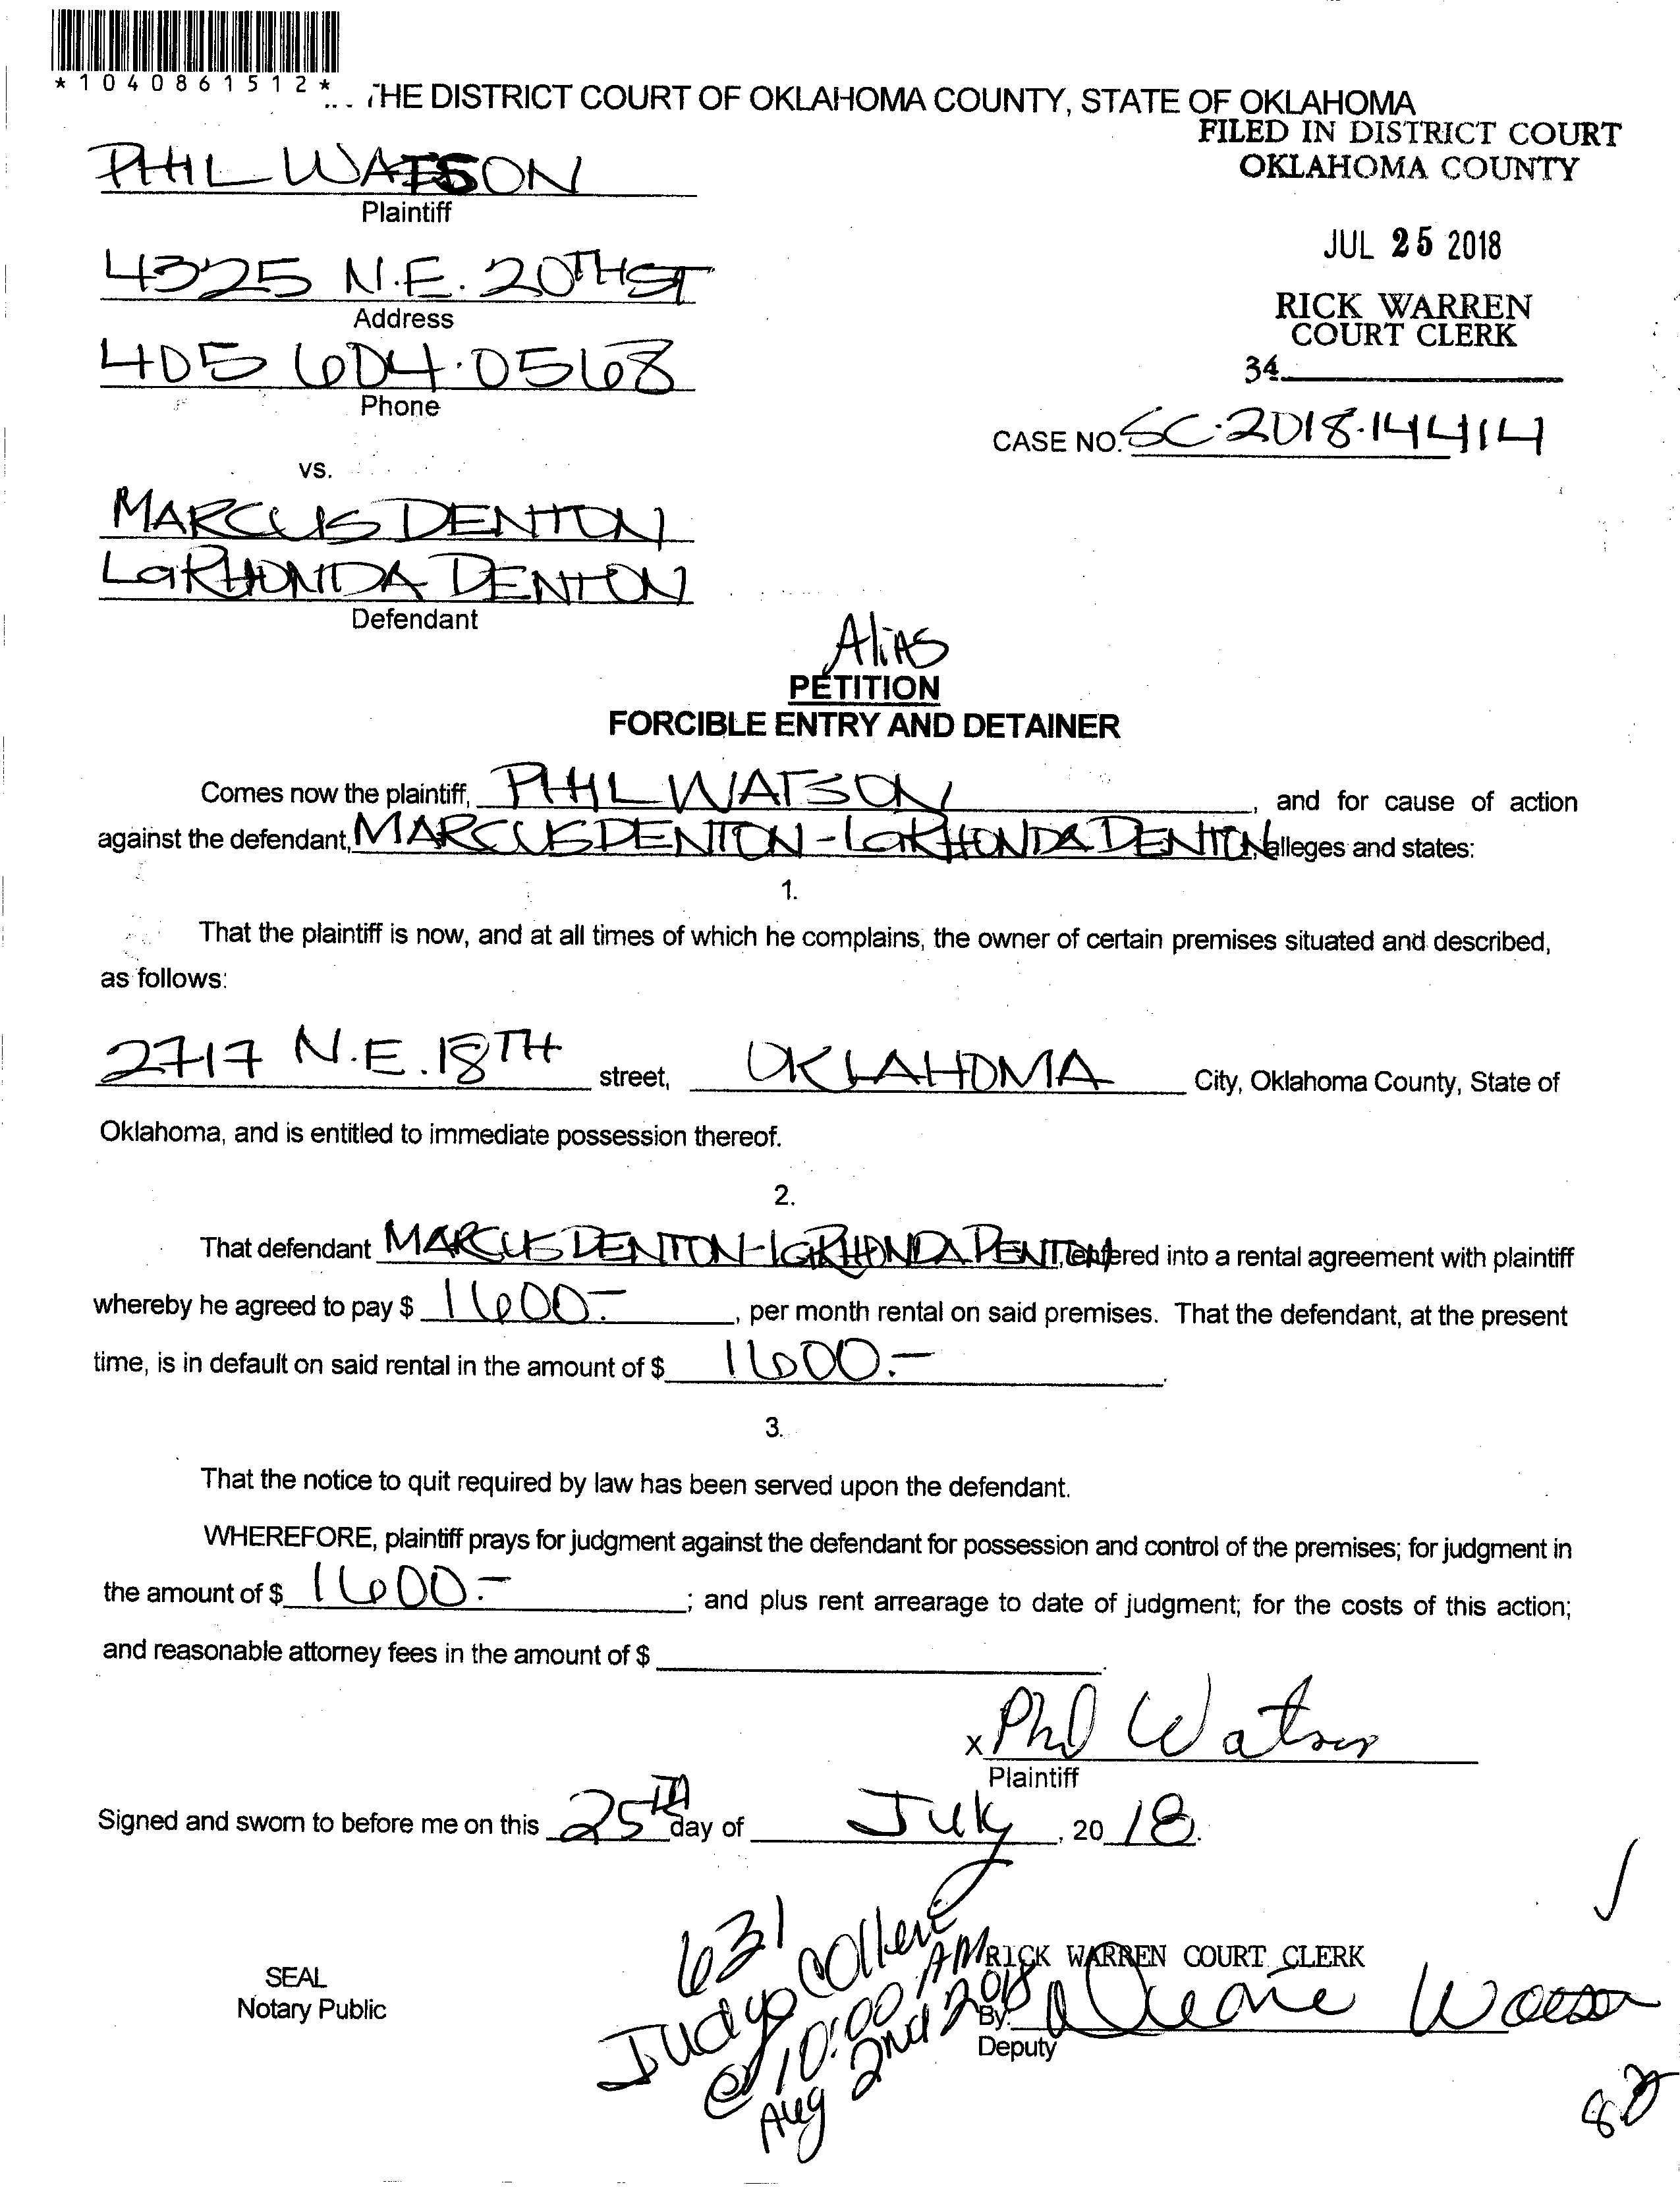 *1040861512*
THE DISTRICT COURT OF OKLAHOMA COUNTY, STATE OF OKLAHOMA
FILED IN DISTRICT COURT
OKLAHOMA COUNTY
PHIL WATSON
Plaintiff
JUL 25 2018
4325 N.E. 20TH ST
Address
RICK WARREN
COURT CLERK
405 604.0568
Phone
34
CASE NO. SC.2018.14414
vs.
MARCUS DENTON
LaRHONDA DENTON
Defendant
Alias
PETITION
FORCIBLE ENTRY AND DETAINER
Comes now the plaintiff, PHIL WATSON, and for cause of action
against the defendant, MARCUS DENTON - LaRHONDA DENTON, alleges and states:
1.
That the plaintiff is now, and at all times of which he complains, the owner of certain premises situated and described,
as follows:
2717 N.E. 18TH street, OKLAHOMA City, Oklahoma County, State of
Oklahoma, and is entitled to immediate possession thereof.
2.
That defendant MARCUS DENTON - LaRHONDA DENTON, entered into a rental agreement with plaintiff
whereby he agreed to pay $ 1600.-, per month rental on said premises. That the defendant, at the present
time, is in default on said rental in the amount of $ 1600.-.
3.
That the notice to quit required by law has been served upon the defendant.
WHEREFORE, plaintiff prays for judgment against the defendant for possession and control of the premises; for judgment in
the amount of $ 1600.-; and plus rent arrearage to date of judgment; for the costs of this action;
and reasonable attorney fees in the amount of $
x Phil Watson
Plaintiff
Signed and sworn to before me on this 25TH day of July, 2018.
631
Judge Collen
@ 10:00 AM
Aug 2nd 2018
RICK WARREN COURT CLERK
SEAL
Notary Public
By:
Deputy
82